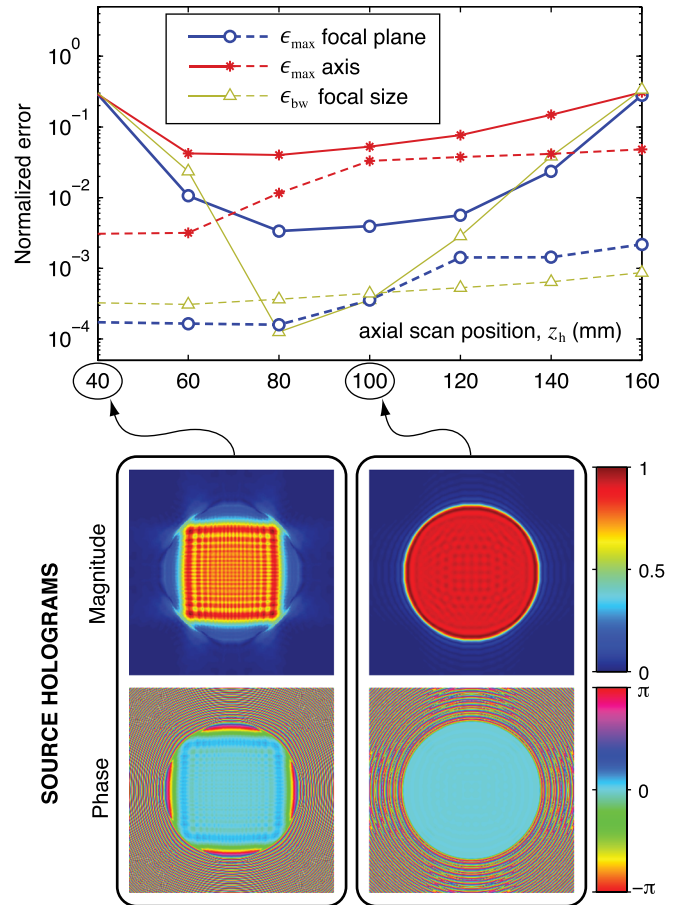 ϵmax focal plane
ϵmax axis
ϵbw focal size
Normalized error
10^0
10^-1
10^-2
10^-3
10^-4
axial scan position, z_h (mm)
40 60 80 100 120 140 160
SOURCE HOLOGRAMS
Magnitude
1
0.5
0
Phase
π
0
−π